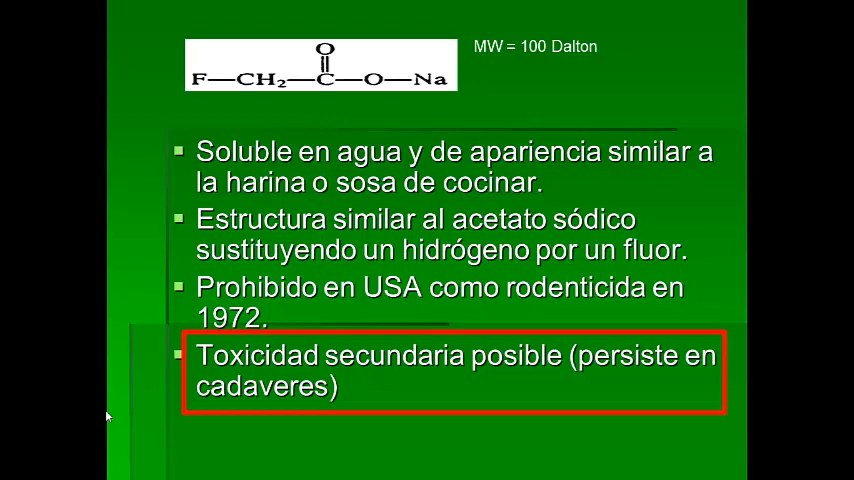 MW = 100 Dalton
O
F—CH₂—C—O—Na
Soluble en agua y de apariencia similar a
la harina o sosa de cocinar.
Estructura similar al acetato sódico
sustituyendo un hidrógeno por un fluor.
Prohibido en USA como rodenticida en
1972.
Toxicidad secundaria posible (persiste en
cadaveres)